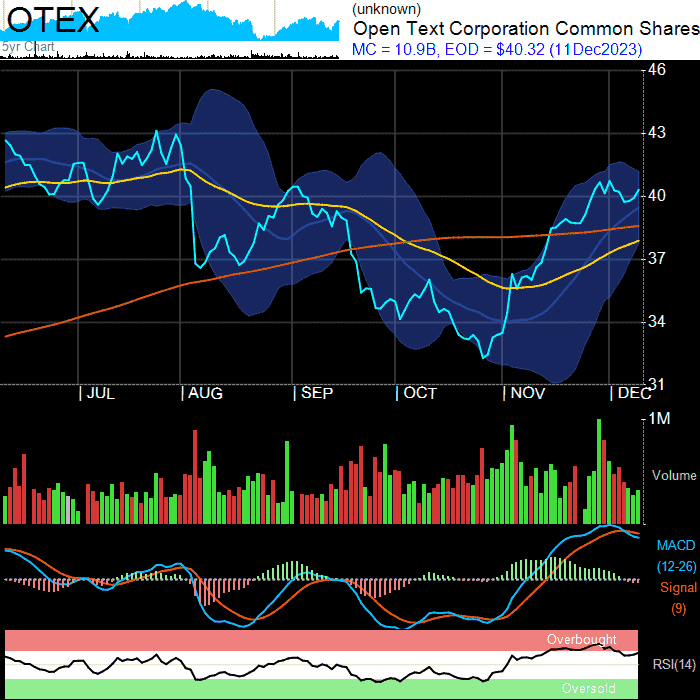 OTEX
5yr Chart
(unknown)
Open Text Corporation Common Shares
MC = 10.9B, EOD = $40.32 (11Dec2023)
46
43
40
37
34
31
| JUL | AUG | SEP | OCT | NOV | DEC
1M
Volume
MACD
(12-26)
Signal
(9)
Overbought
RSI(14)
Oversold